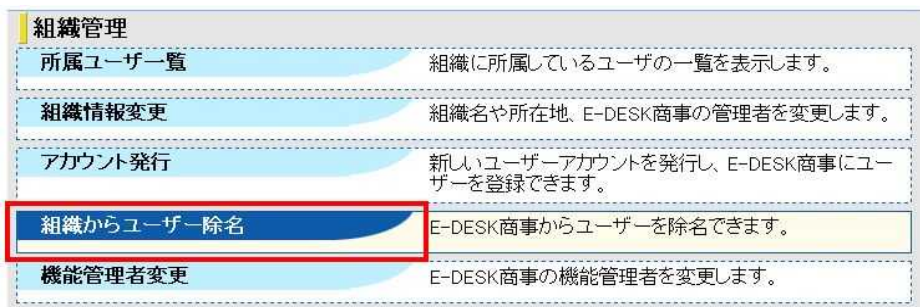 組織管理
所属ユーザ一覧
組織に所属しているユーザの一覧を表示します。
組織情報変更
組織名や所在地、E-DESK商事の管理者を変更します。
アカウント発行
新しいユーザーアカウントを発行し、E-DESK商事にユー
ザーを登録できます。
組織からユーザー除名
E-DESK商事からユーザーを除名できます。
機能管理者変更
E-DESK商事の機能管理者を変更します。